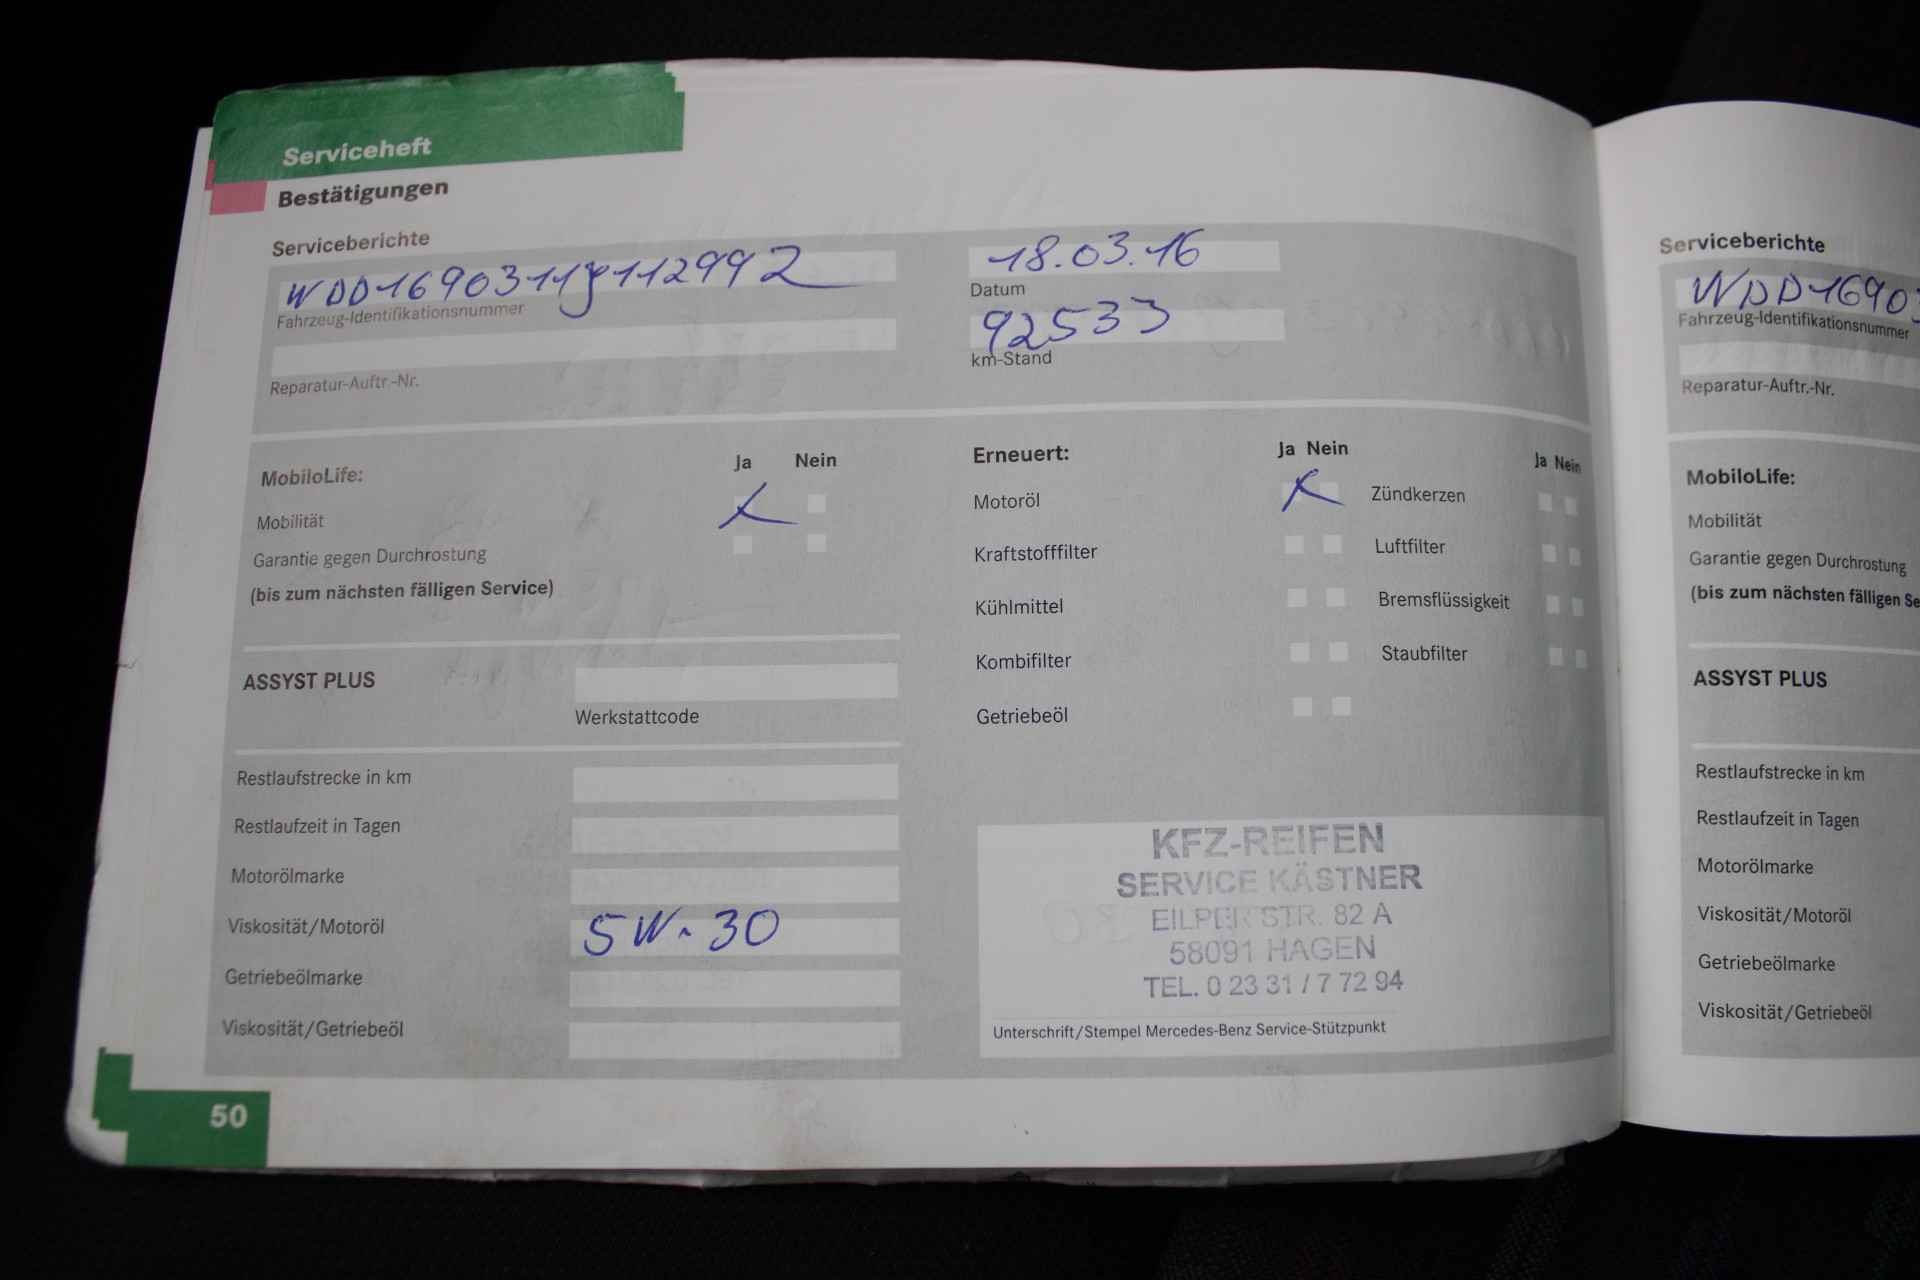 Serviceheft
Bestätigungen
Serviceberichte
WDD1690311J112992
Fahrzeug-Identifikationsnummer
18.03.16
Datum
92533
km-Stand
Reparatur-Auftr.-Nr.
MobiloLife:
Ja Nein
Mobilität
Garantie gegen Durchrostung
(bis zum nächsten fälligen Service)
ASSYST PLUS
Werkstattcode
Restlaufstrecke in km
Restlaufzeit in Tagen
Motorölmarke
Viskosität/Motoröl 5W-30
Getriebeölmarke
Viskosität/Getriebeöl
Erneuert:
Ja Nein
Ja Nein
Motoröl
Zündkerzen
Kraftstofffilter
Luftfilter
Kühlmittel
Bremsflüssigkeit
Kombifilter
Staubfilter
Getriebeöl
KFZ-REIFEN
SERVICE KÄSTNER
EILPER STR. 82 A
58091 HAGEN
TEL. 0 23 31 / 7 72 94
Unterschrift/Stempel Mercedes-Benz Service-Stützpunkt
50
Serviceberichte
WDD16903
Fahrzeug-Identifikationsnummer
Reparatur-Auftr.-Nr.
MobiloLife:
Mobilität
Garantie gegen Durchrostung
(bis zum nächsten fälligen Se
ASSYST PLUS
Restlaufstrecke in km
Restlaufzeit in Tagen
Motorölmarke
Viskosität/Motoröl
Getriebeölmarke
Viskosität/Getriebeöl